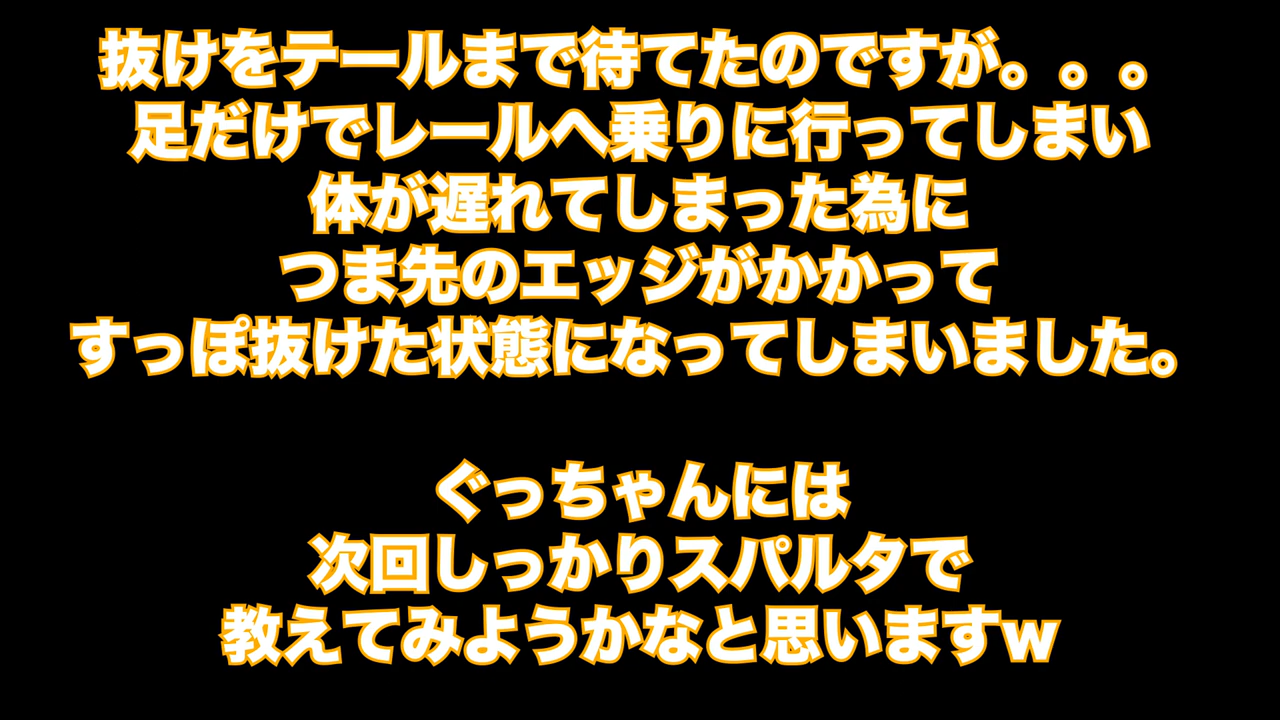 抜けをテールまで待てたのですが。。。
足だけでレールへ乗りに行ってしまい
体が遅れてしまった為に
つま先のエッジがかかって
すっぽ抜けた状態になってしまいました。
ぐっちゃんには
次回しっかりスパルタで
教えてみようかなと思いますw